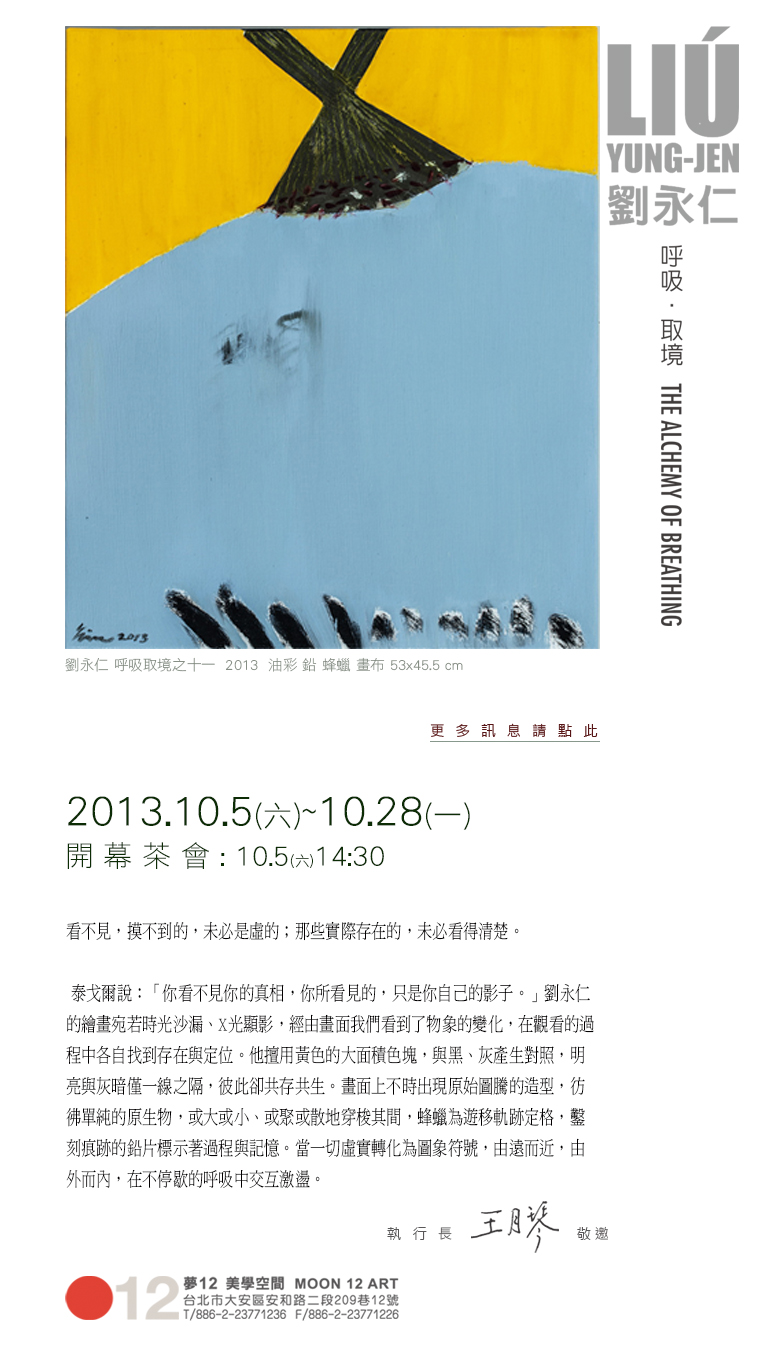 LIÚ
YUNG-JEN
劉永仁
呼吸·取境 THE ALCHEMY OF BREATHING
2013
劉永仁 呼吸取境之十一 2013 油彩 鉛 蜂蠟 畫布 53x45.5 cm
更多訊息請點此
2013.10.5(六)~10.28(一)
開幕茶會:10.5(六)14:30
看不見,摸不到的,未必是虛的;那些實際存在的,未必看得清楚。
泰戈爾說:「你看不見你的真相,你所看見的,只是你自己的影子。」劉永仁
的繪畫宛若時光沙漏、X光顯影,經由畫面我們看到了物象的變化,在觀看的過
程中各自找到存在與定位。他擅用黃色的大面積色塊,與黑、灰產生對照,明
亮與灰暗僅一線之隔,彼此卻共存共生。畫面上不時出現原始圖騰的造型,彷
彿單純的原生物,或大或小、或聚或散地穿梭其間,蜂蠟為遊移軌跡定格,鑿
刻痕跡的鉛片標示著過程與記憶。當一切虛實轉化為圖象符號,由遠而近,由
外而內,在不停歇的呼吸中交互激盪。
執行長 王月琴 敬邀
12
夢12 美學空間 MOON 12 ART
台北市大安區安和路二段209巷12號
T/886-2-23771236 F/886-2-23771226